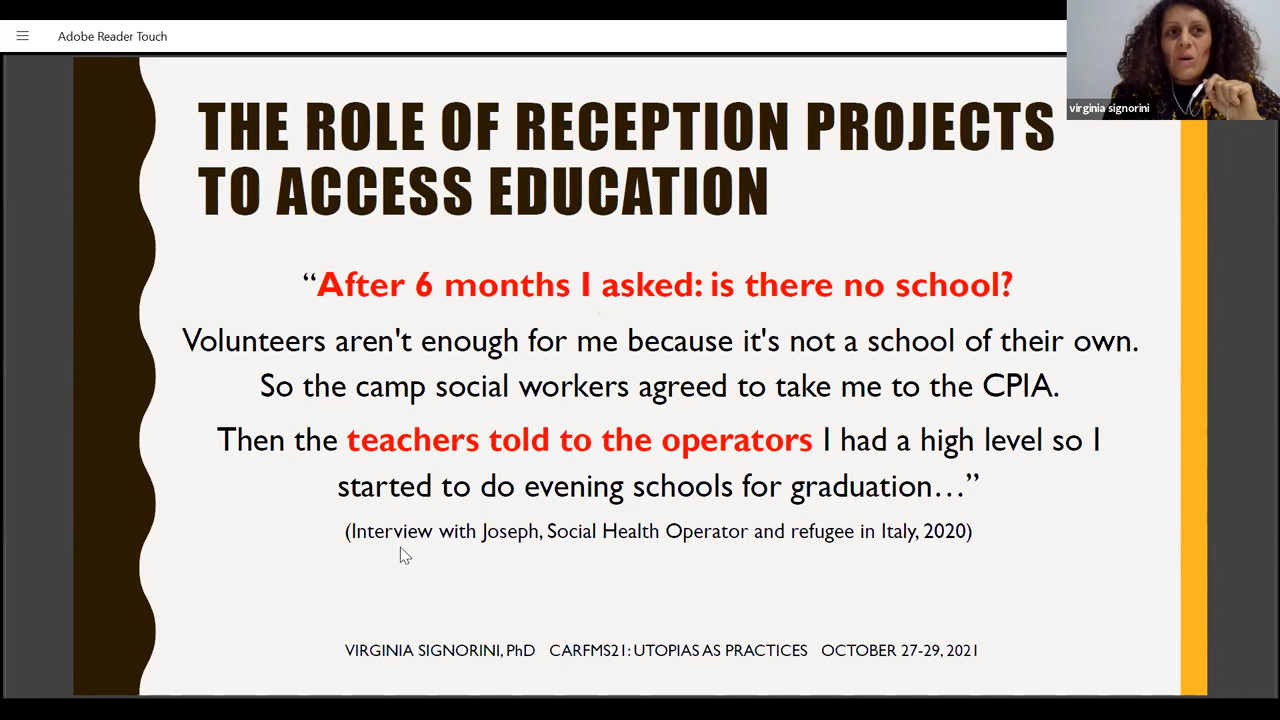 Adobe Reader Touch
virginia signorini
THE ROLE OF RECEPTION PROJECTS
TO ACCESS EDUCATION
“After 6 months I asked: is there no school?
Volunteers aren't enough for me because it's not a school of their own.
So the camp social workers agreed to take me to the CPIA.
Then the teachers told to the operators I had a high level so I
started to do evening schools for graduation…”
(Interview with Joseph, Social Health Operator and refugee in Italy, 2020)
VIRGINIA SIGNORINI, PhD CARFMS21: UTOPIAS AS PRACTICES OCTOBER 27-29, 2021